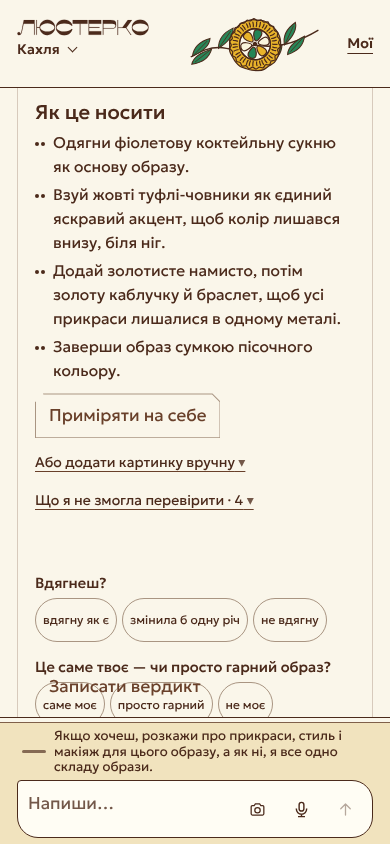 ЛЮСТЕРКО
Кахля
Мої
Як це носити
•• Одягни фіолетову коктейльну сукню
як основу образу.
•• Взуй жовті туфлі-човники як єдиний
яскравий акцент, щоб колір лишався
внизу, біля ніг.
•• Додай золотисте намисто, потім
золоту каблучку й браслет, щоб усі
прикраси лишалися в одному металі.
•• Заверши образ сумкою пісочного
кольору.
Приміряти на себе
Або додати картинку вручну ▾
Що я не змогла перевірити · 4 ▾
Вдягнеш?
вдягну як є
змінила б одну річ
не вдягну
Це саме твоє — чи просто гарний образ?
Записати вердикт
саме моє
просто гарний
не моє
Якщо хочеш, розкажи про прикраси, стиль і
макіяж для цього образу, а як ні, я все одно
складу образи.
Напиши…